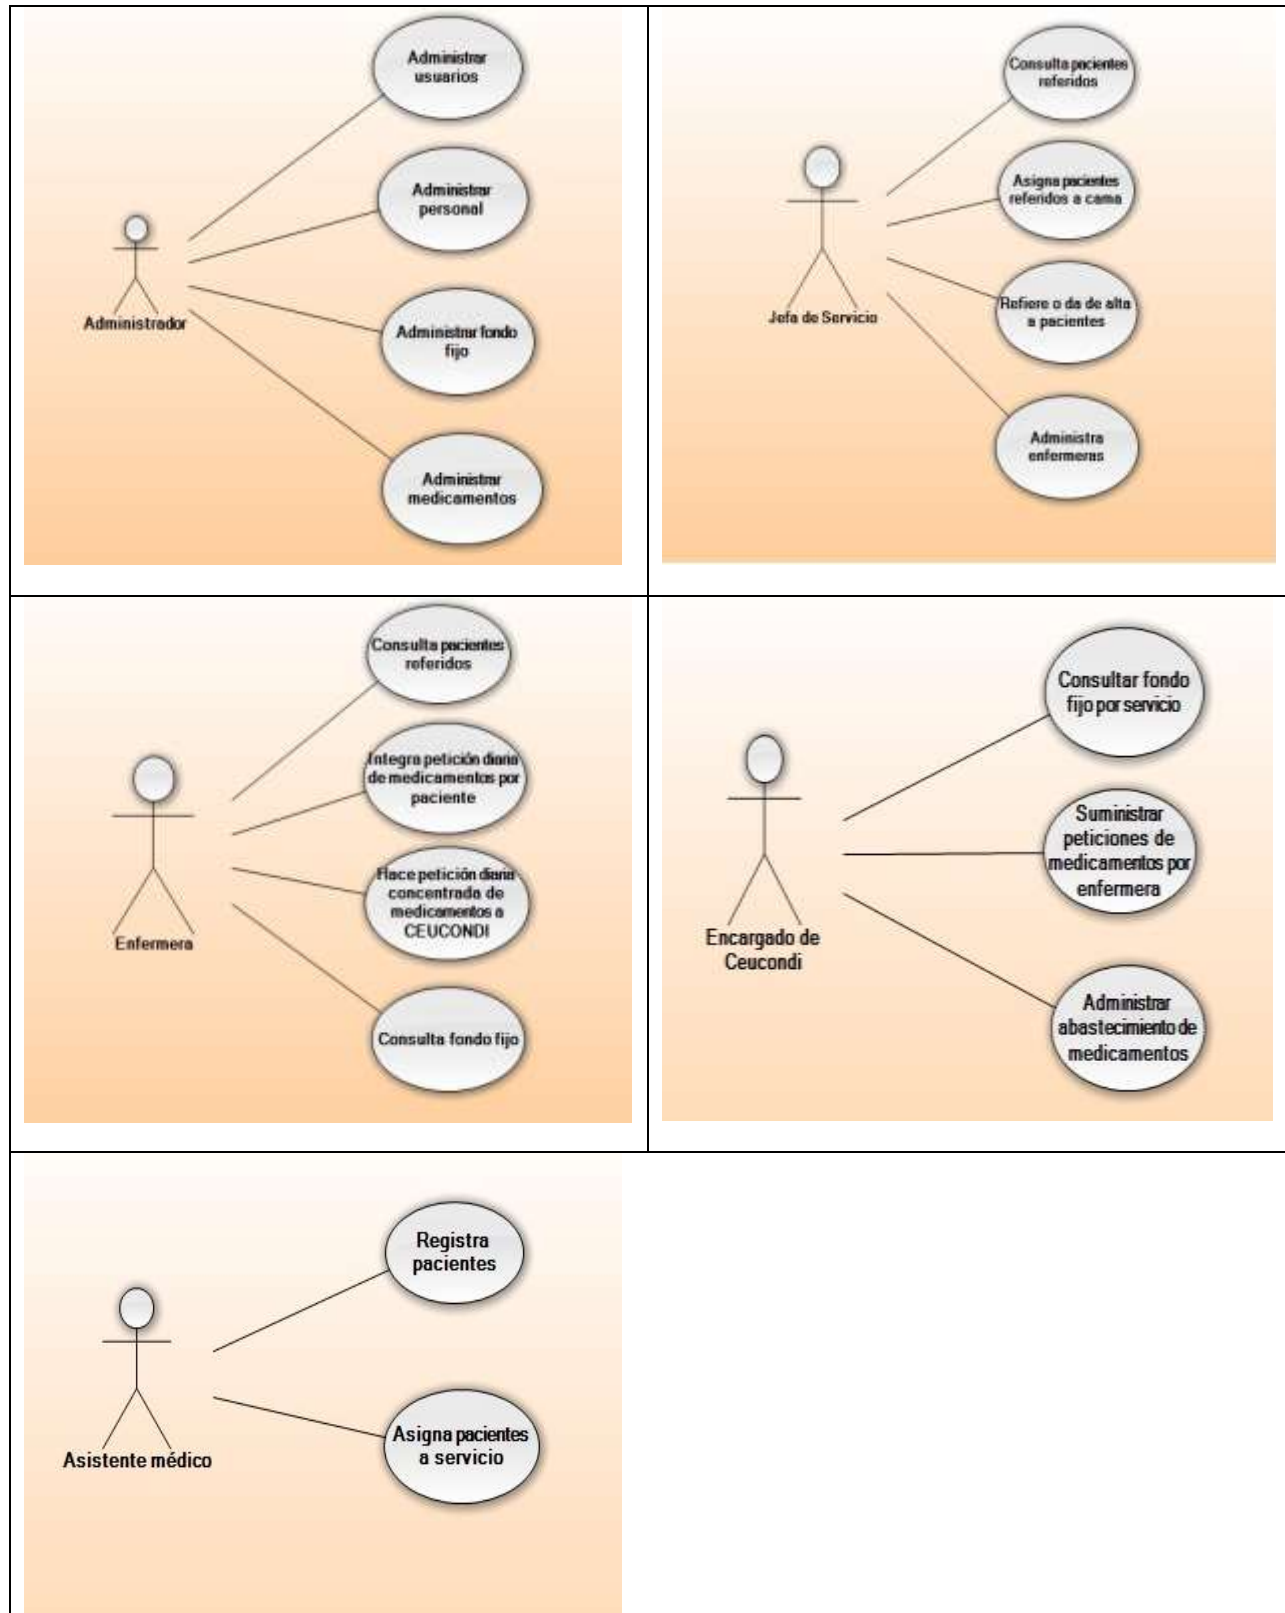 Administrar
usuarios
Administrar
personal
Administrador
Administrar fondo
fijo
Administrar
medicamentos
Consulta pacientes
referidos
Asigna pacientes
referidos a cama
Jefa de Servicio
Refiere o da de alta
a pacientes
Administra
enfermeras
Consulta pacientes
referidos
Integra petición diaria
de medicamentos por
paciente
Hace petición diaria
concentrada de
medicamentos a
CEUCONDI
Enfermera
Consulta fondo fijo
Consultar fondo
fijo por servicio
Suministrar
peticiones de
medicamentos por
enfermera
Encargado de
Ceucondi
Administrar
abastecimiento de
medicamentos
Registra
pacientes
Asigna pacientes
a servicio
Asistente médico